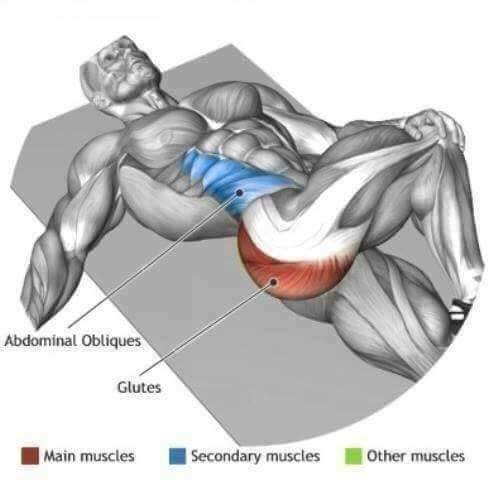 Abdominal Obliques
Glutes
Main muscles
Secondary muscles
Other muscles